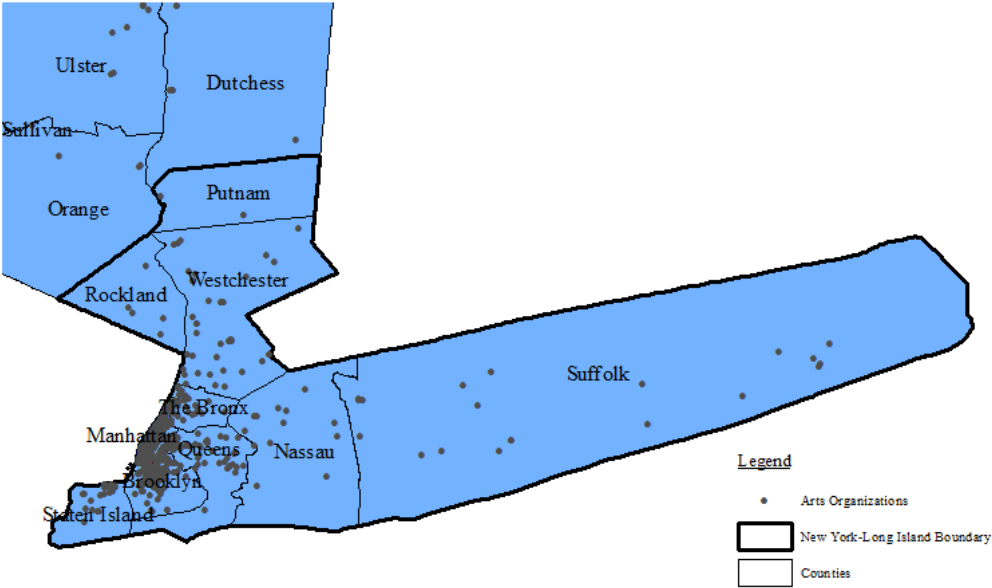 Ulster
Dutchess
Sullivan
Putnam
Orange
Westchester
Rockland
Suffolk
The Bronx
Manhattan
Queens
Nassau
Brooklyn
Staten Island
Legend
Arts Organizations
New York-Long Island Boundary
Counties